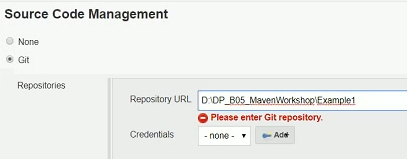 Source Code Management
None
Git
Repositories
Repository URL
D:\DP_B05_MavenWorkshop\Example1
Please enter Git repository.
Credentials
- none -
Add